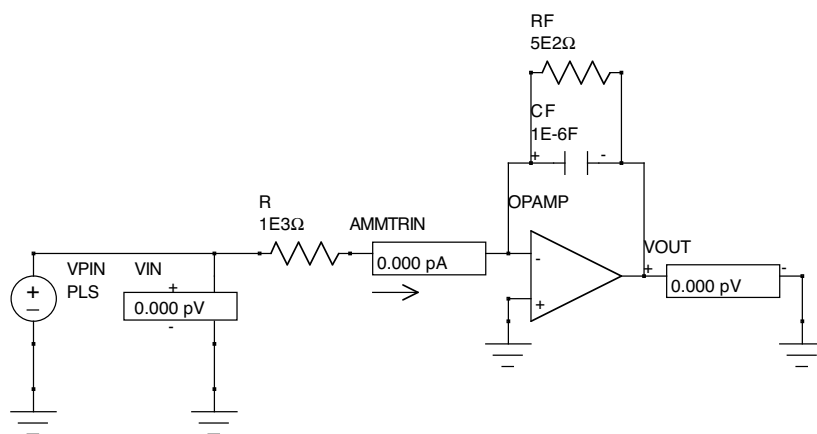 RF
5E2Ω
CF
1E-6F
+ -
OPAMP
R
1E3Ω
AMMTRIN
0.000 pA
-
+
VOUT
+ -
0.000 pV
VPIN
PLS
+
–
VIN
+
0.000 pV
-